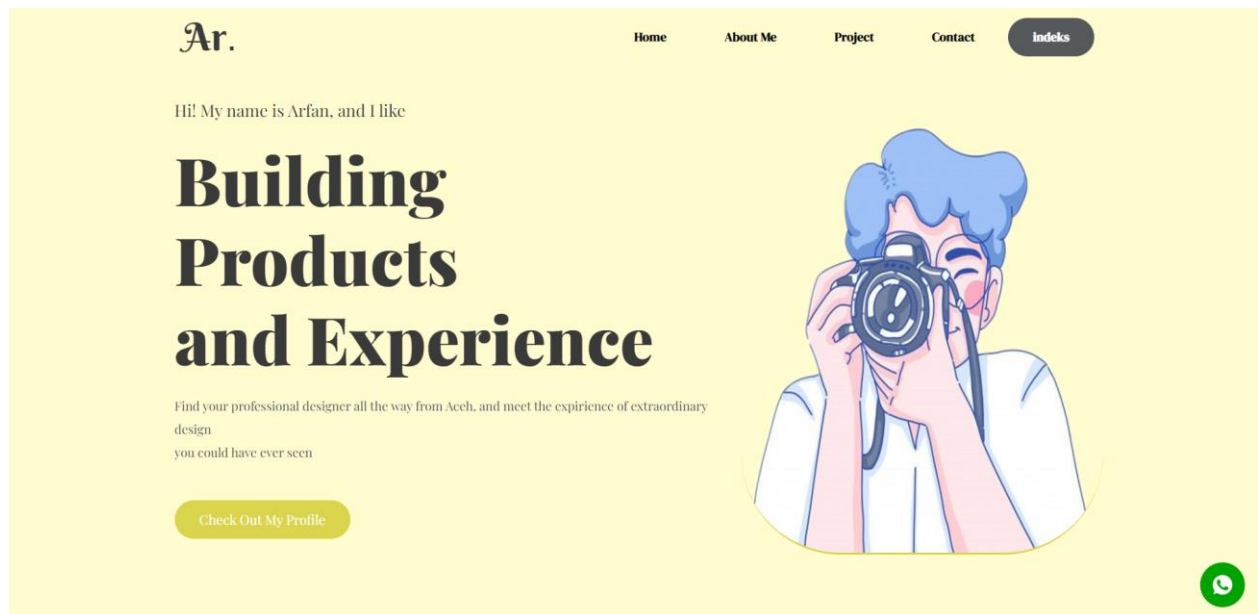 Ar.
Home
About Me
Project
Contact
indeks
Hi! My name is Arfan, and I like
Building
Products
and Experience
Find your professional designer all the way from Aceh, and meet the expirience of extraordinary
design
you could have ever seen
Check Out My Profile